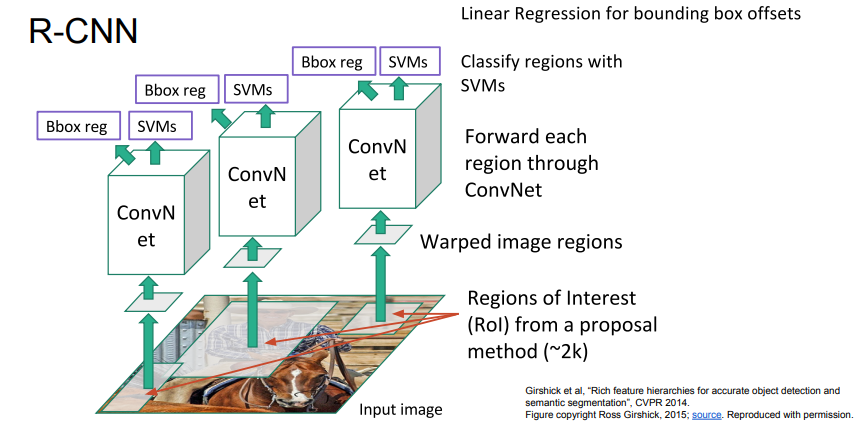 R-CNN
Linear Regression for bounding box offsets
Bbox reg
SVMs
Classify regions with
SVMs
Bbox reg
SVMs
Bbox reg
SVMs
Forward each
region through
ConvNet
ConvN
et
ConvN
et
ConvN
et
Warped image regions
Regions of Interest
(RoI) from a proposal
method (~2k)
Input image
Girshick et al, “Rich feature hierarchies for accurate object detection and
semantic segmentation”, CVPR 2014.
Figure copyright Ross Girshick, 2015; source. Reproduced with permission.